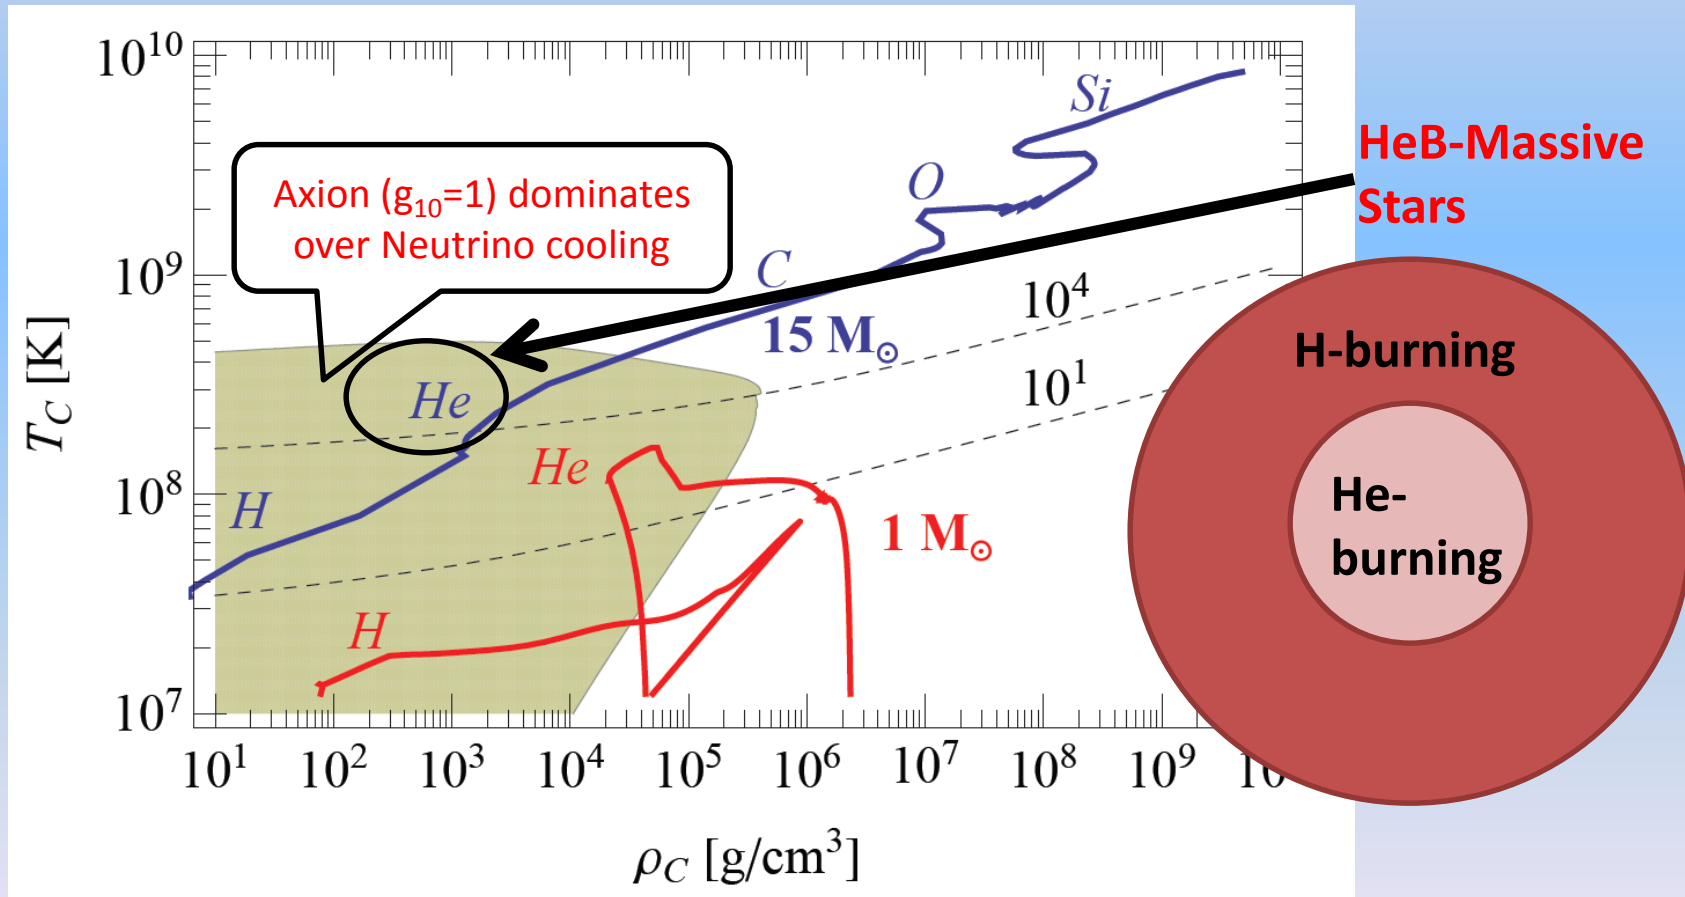 10¹⁰
Si
HeB-Massive
Stars
Axion (g₁₀=1) dominates
over Neutrino cooling
O
C
10⁹
10⁴
15 M☉
H-burning
10¹
T_C [K]
He
He
10⁸
H
He-
burning
1 M☉
H
10⁷
10¹ 10² 10³ 10⁴ 10⁵ 10⁶ 10⁷ 10⁸ 10⁹
ρ_C [g/cm³]